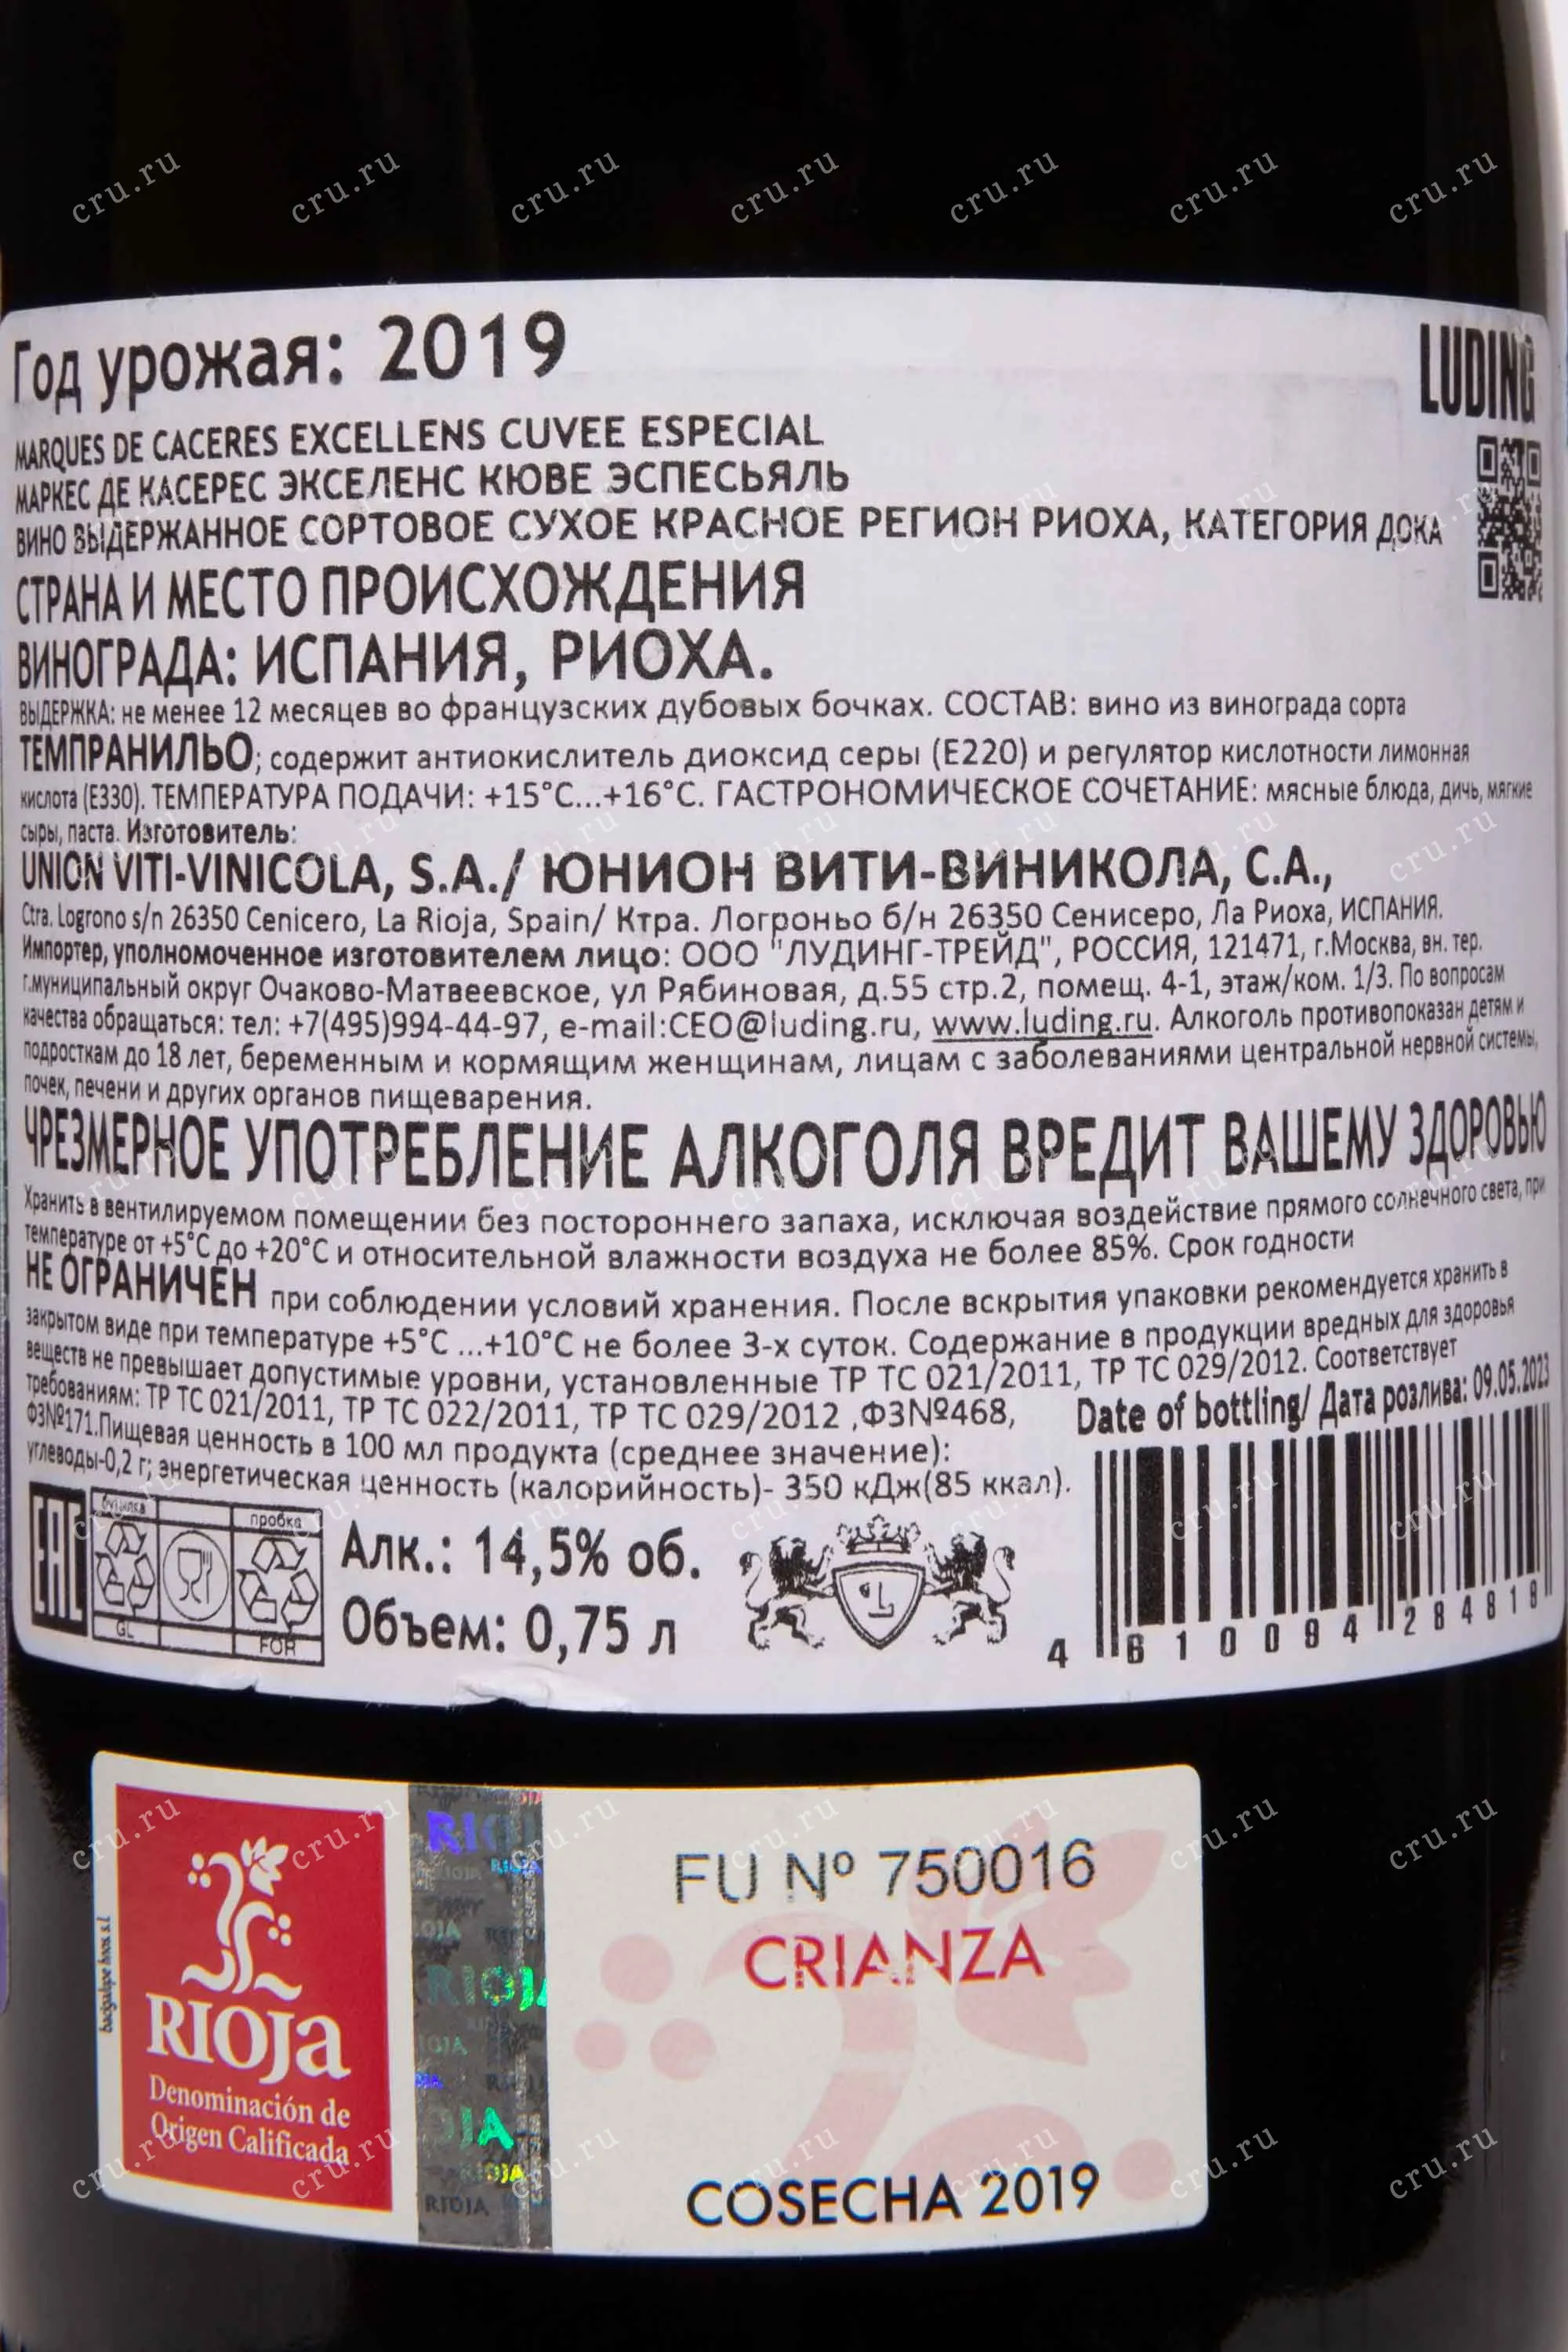 Год урожая: 2019
LUDING
MARQUES DE CACERES EXCELLENS CUVEE ESPECIAL
МАРКЕС ДЕ КАСЕРЕС ЭКСЕЛЕНС КЮВЕ ЭСПЕСЬЯЛЬ
ВИНО ВЫДЕРЖАННОЕ СОРТОВОЕ СУХОЕ КРАСНОЕ РЕГИОН РИОХА, КАТЕГОРИЯ ДОКА
СТРАНА И МЕСТО ПРОИСХОЖДЕНИЯ
ВИНОГРАДА: ИСПАНИЯ, РИОХА.
ВЫДЕРЖКА: не менее 12 месяцев во французских дубовых бочках. СОСТАВ: вино из винограда сорта
ТЕМПРАНИЛЬО; содержит антиокислитель диоксид серы (Е220) и регулятор кислотности лимонная
кислота (Е330). ТЕМПЕРАТУРА ПОДАЧИ: +15°С...+16°С. ГАСТРОНОМИЧЕСКОЕ СОЧЕТАНИЕ: мясные блюда, дичь, мягкие
сыры, паста. Изготовитель:
UNION VITI-VINICOLA, S.A./ ЮНИОН ВИТИ-ВИНИКОЛА, С.А.,
Ctra. Logrono s/n 26350 Cenicero, La Rioja, Spain/ Ктра. Логроньо б/н 26350 Сенисеро, Ла Риоха, ИСПАНИЯ.
Импортер, уполномоченное изготовителем лицо: ООО "ЛУДИНГ-ТРЕЙД", РОССИЯ, 121471, г.Москва, вн. тер.
г.муниципальный округ Очаково-Матвеевское, ул Рябиновая, д.55 стр.2, помещ. 4-1, этаж/ком. 1/3. По вопросам
качества обращаться: тел: +7(495)994-44-97, e-mail:CEO@luding.ru, www.luding.ru. Алкоголь противопоказан детям и
подросткам до 18 лет, беременным и кормящим женщинам, лицам с заболеваниями центральной нервной системы,
почек, печени и других органов пищеварения.
ЧРЕЗМЕРНОЕ УПОТРЕБЛЕНИЕ АЛКОГОЛЯ ВРЕДИТ ВАШЕМУ ЗДОРОВЬЮ
Хранить в вентилируемом помещении без постороннего запаха, исключая воздействие прямого солнечного света, при
температуре от +5°С до +20°С и относительной влажности воздуха не более 85%. Срок годности
НЕ ОГРАНИЧЕН при соблюдении условий хранения. После вскрытия упаковки рекомендуется хранить в
закрытом виде при температуре +5°С ...+10°С не более 3-х суток. Содержание в продукции вредных для здоровья
веществ не превышает допустимые уровни, установленные ТР ТС 021/2011, ТР ТС 029/2012. Соответствует
требованиям: ТР ТС 021/2011, ТР ТС 022/2011, ТР ТС 029/2012 ,ФЗ№468,
ФЗ№171.Пищевая ценность в 100 мл продукта (среднее значение):
углеводы-0,2 г; энергетическая ценность (калорийность)- 350 кДж(85 ккал).
Date of bottling/ Дата розлива: 09.05.2023
EAC
бутылка
пробка
GL
FOR
Алк.: 14,5% об.
Объем: 0,75 л
L
4 610094 284818
RIOJA
Denominación de
Origen Calificada
RIOJA
FU Nº 750016
CRIANZA
COSECHA 2019
cru.ru